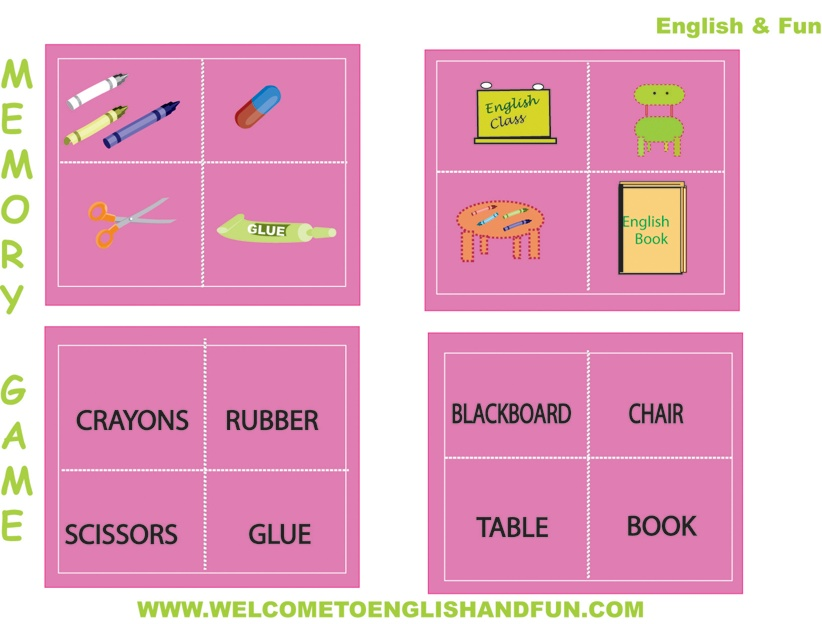 English & Fun
MEMORY GAME
English
Class
GLUE
English
Book
CRAYONS
RUBBER
SCISSORS
GLUE
BLACKBOARD
CHAIR
TABLE
BOOK
WWW.WELCOMETOENGLISHANDFUN.COM